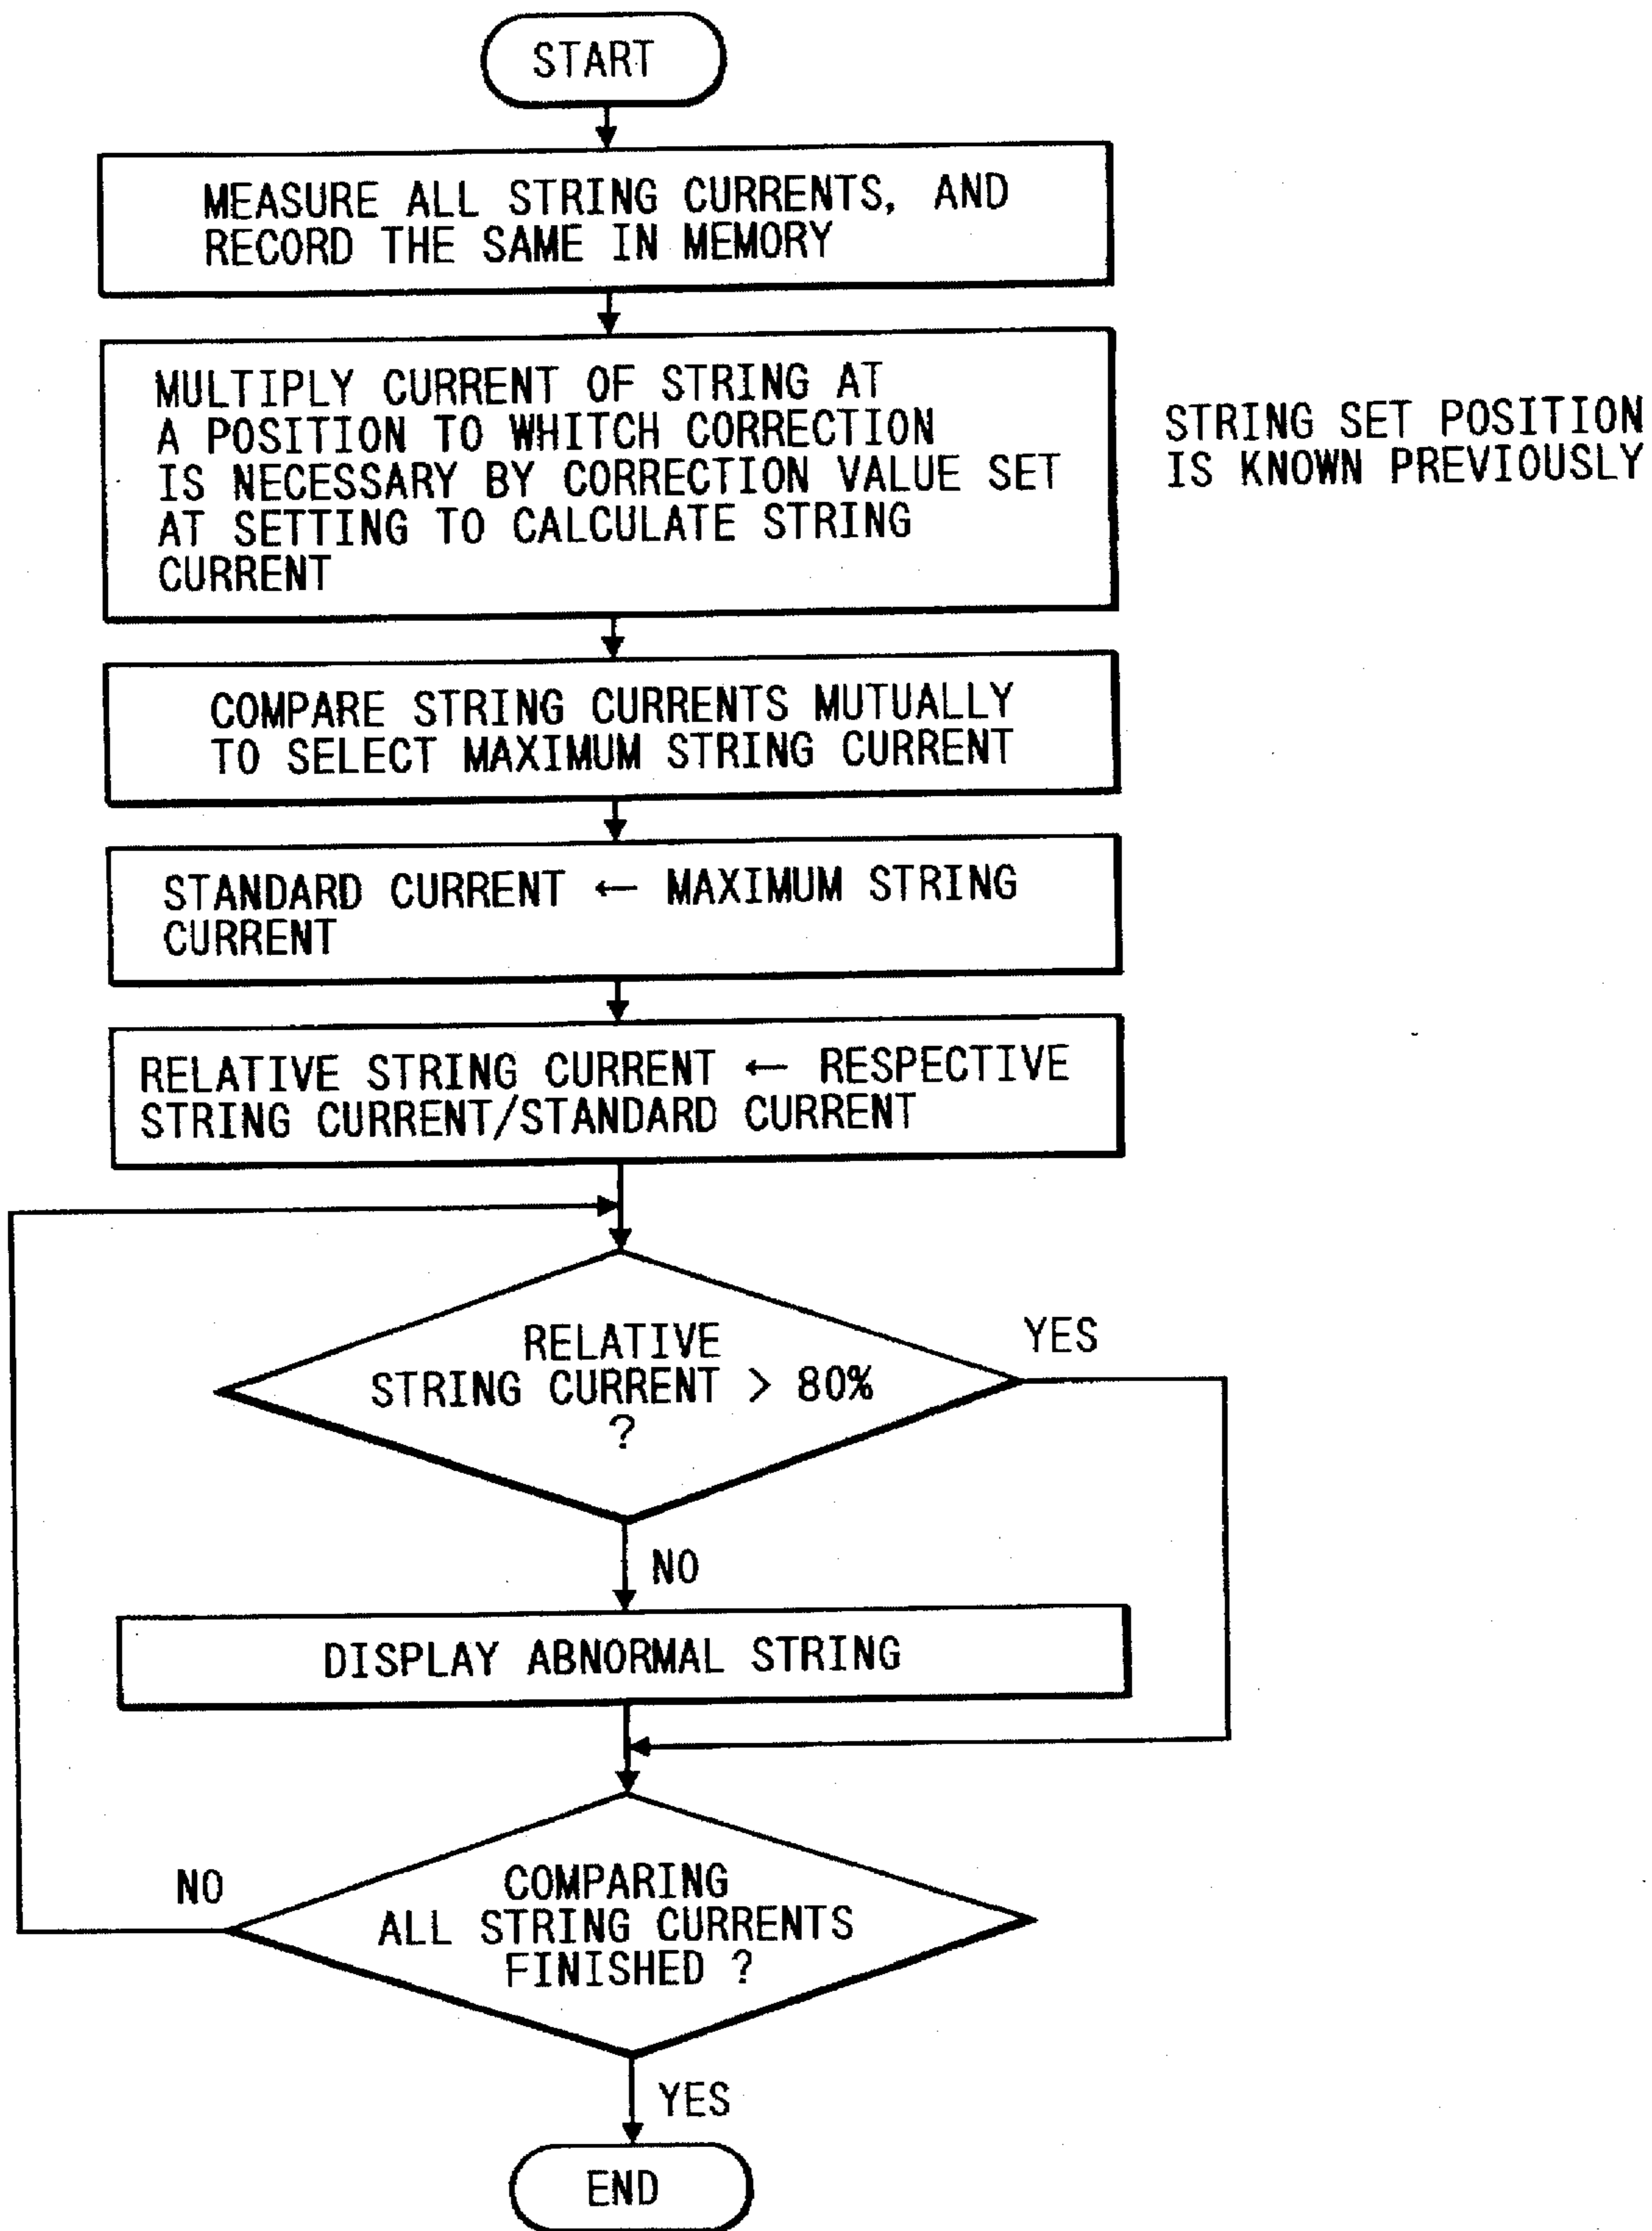 START
MEASURE ALL STRING CURRENTS, AND
RECORD THE SAME IN MEMORY
MULTIPLY CURRENT OF STRING AT
A POSITION TO WHITCH CORRECTION
IS NECESSARY BY CORRECTION VALUE SET
AT SETTING TO CALCULATE STRING
CURRENT
STRING SET POSITION
IS KNOWN PREVIOUSLY
COMPARE STRING CURRENTS MUTUALLY
TO SELECT MAXIMUM STRING CURRENT
STANDARD CURRENT ← MAXIMUM STRING
CURRENT
RELATIVE STRING CURRENT ← RESPECTIVE
STRING CURRENT/STANDARD CURRENT
RELATIVE
STRING CURRENT > 80%
?
YES
NO
DISPLAY ABNORMAL STRING
COMPARING
ALL STRING CURRENTS
FINISHED ?
NO
YES
END